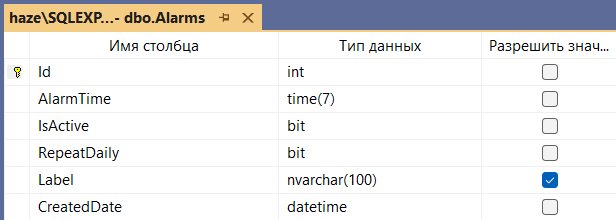 haze\SQLEXP...- dbo.Alarms
Имя столбца Тип данных Разрешить знач...
Id int
AlarmTime time(7)
IsActive bit
RepeatDaily bit
Label nvarchar(100)
CreatedDate datetime